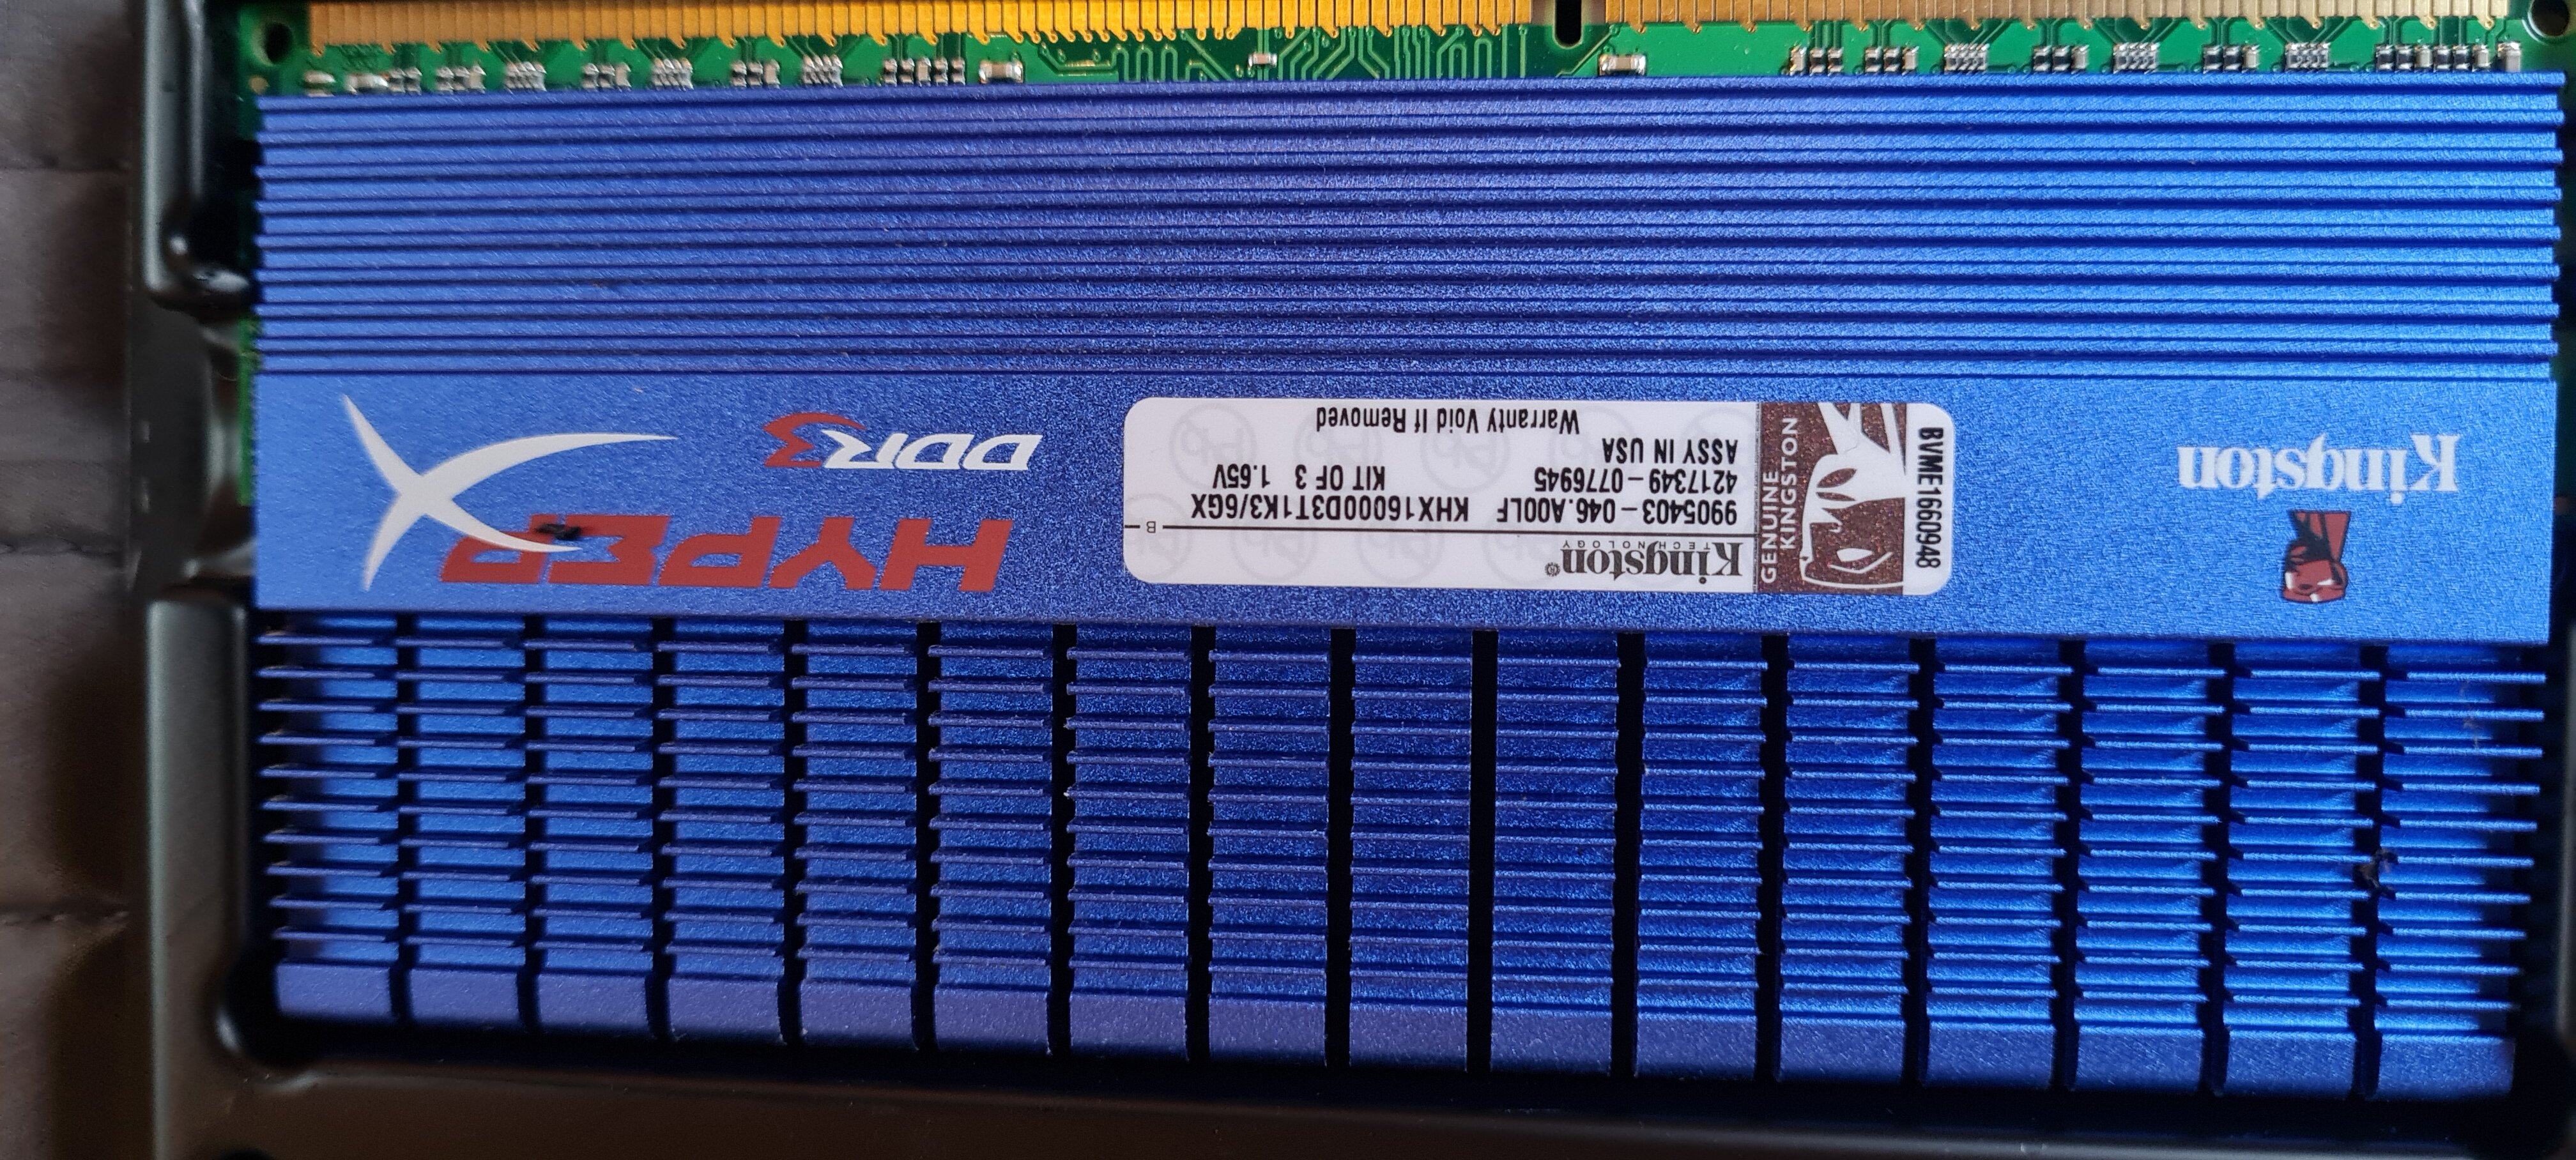 Kingston
BVME1660948
GENUINE
KINGSTON
Kingston®
TECHNOLOGY
B
9905403-046.A00LF KHX16000D3T1K3/6GX
4217349-0776945 KIT OF 3 1.65V
ASSY IN USA
Warranty Void If Removed
HYPER X
DDR3